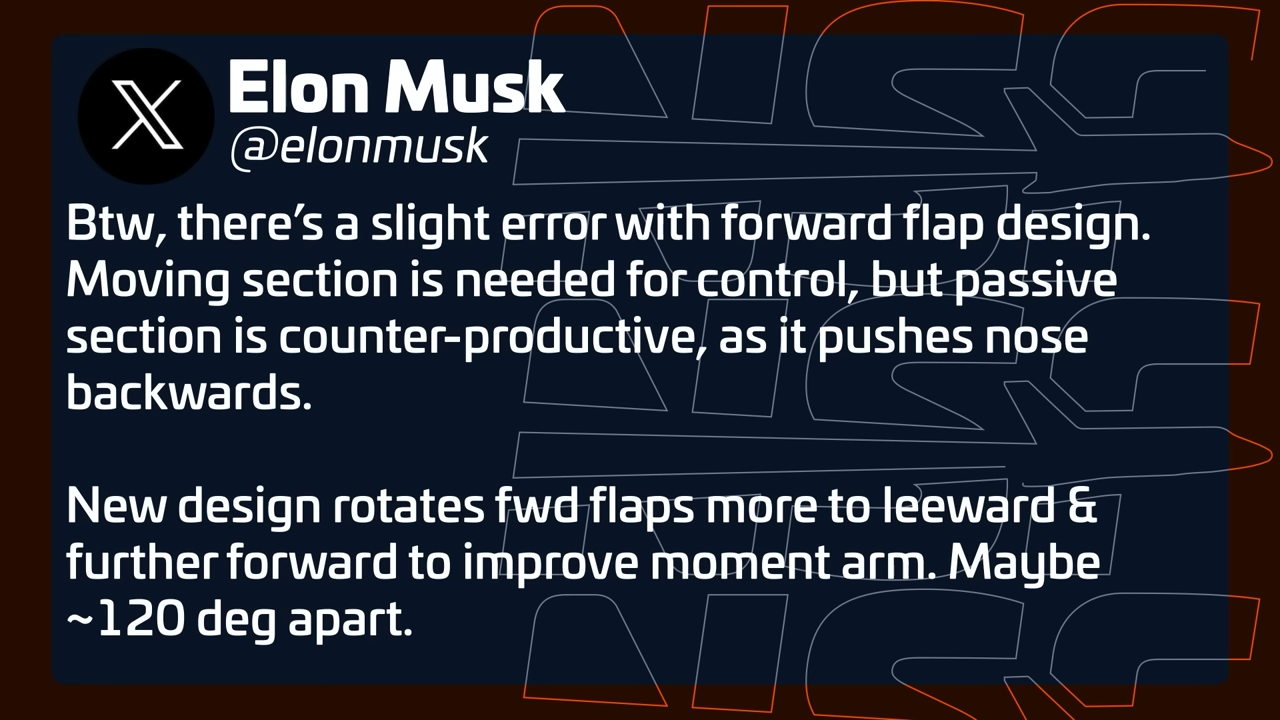 Elon Musk
@elonmusk
Btw, there’s a slight error with forward flap design.
Moving section is needed for control, but passive
section is counter-productive, as it pushes nose
backwards.
New design rotates fwd flaps more to leeward &
further forward to improve moment arm. Maybe
~120 deg apart.